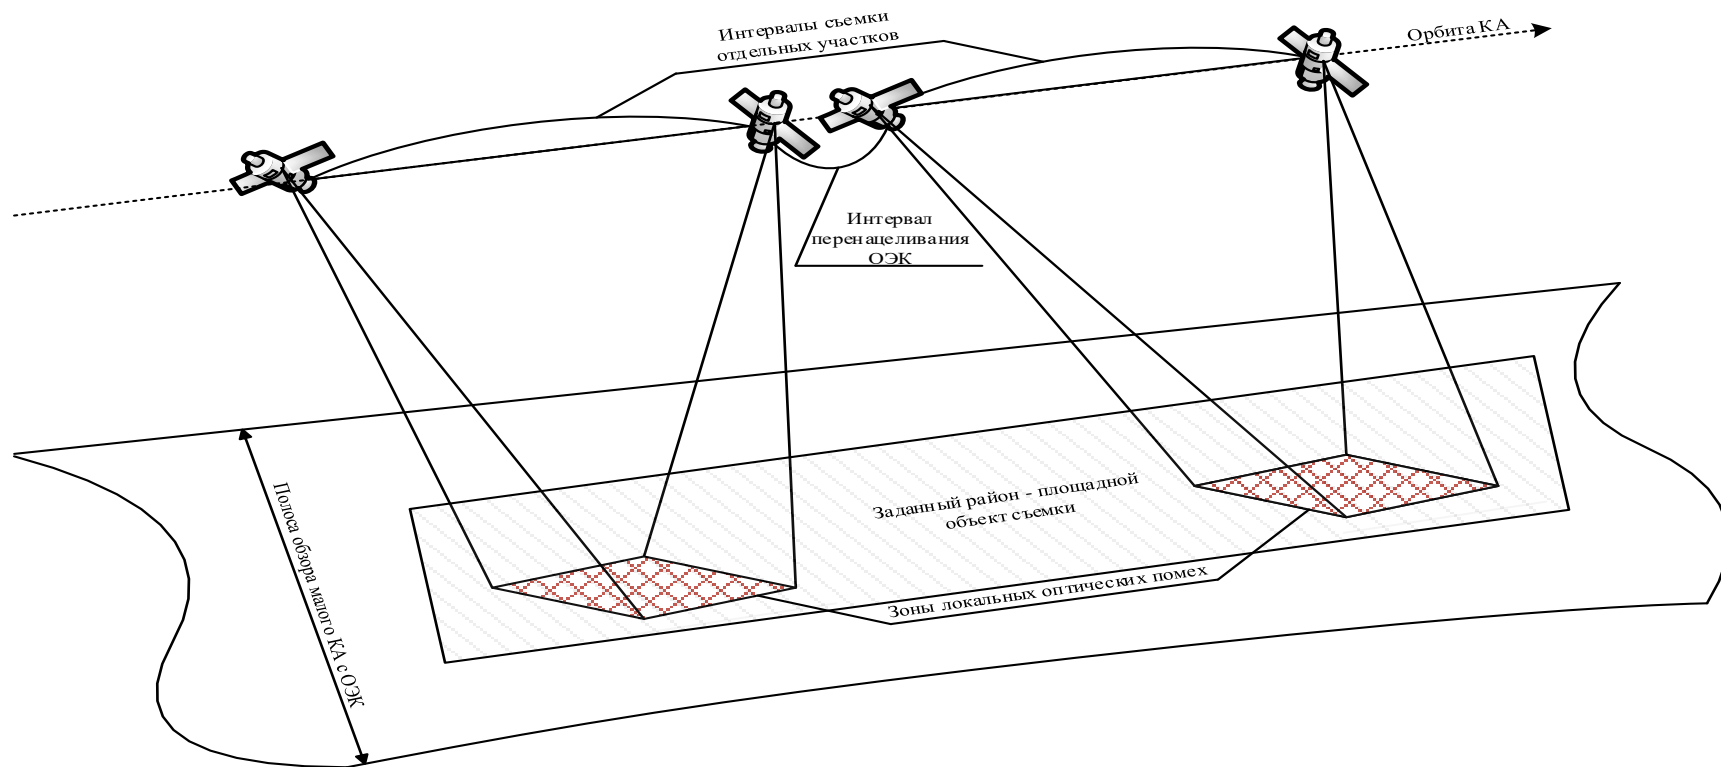 Интервалы съемки
отдельных участков
Орбита КА
Интервал
перенацеливания
ОЭК
Заданный район - площадной
объект съемки
Полоса обзора малого КА с ОЭК
Зоны локальных оптических помех